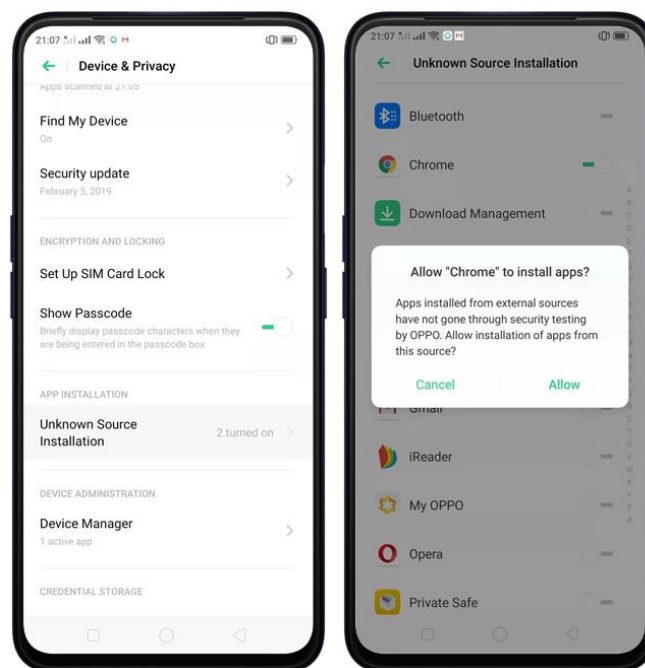 21:07
Device & Privacy
Apps scanned at 21:05
Find My Device
On
Security update
February 5, 2019
ENCRYPTION AND LOCKING
Set Up SIM Card Lock
Show Passcode
Briefly display passcode characters when they
are being entered in the passcode box
APP INSTALLATION
Unknown Source
Installation
2 turned on
DEVICE ADMINISTRATION
Device Manager
1 active app
CREDENTIAL STORAGE
21:07
Unknown Source Installation
Bluetooth
Chrome
Download Management
Allow "Chrome" to install apps?
Apps installed from external sources
have not gone through security testing
by OPPO. Allow installation of apps from
this source?
Cancel
Allow
Gmail
iReader
My OPPO
Opera
Private Safe